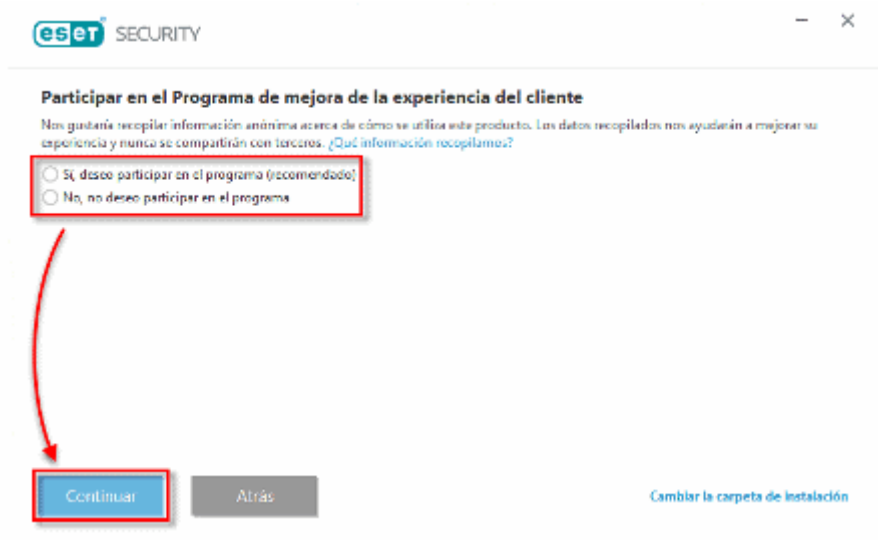 eset SECURITY
Participar en el Programa de mejora de la experiencia del cliente
Nos gustaría recopilar información anónima acerca de cómo se utiliza este producto. Los datos recopilados nos ayudarán a mejorar su
experiencia y nunca se compartirán con terceros. ¿Qué información recopilamos?
Sí, deseo participar en el programa (recomendado)
No, no deseo participar en el programa
Continuar
Atrás
Cambiar la carpeta de instalación